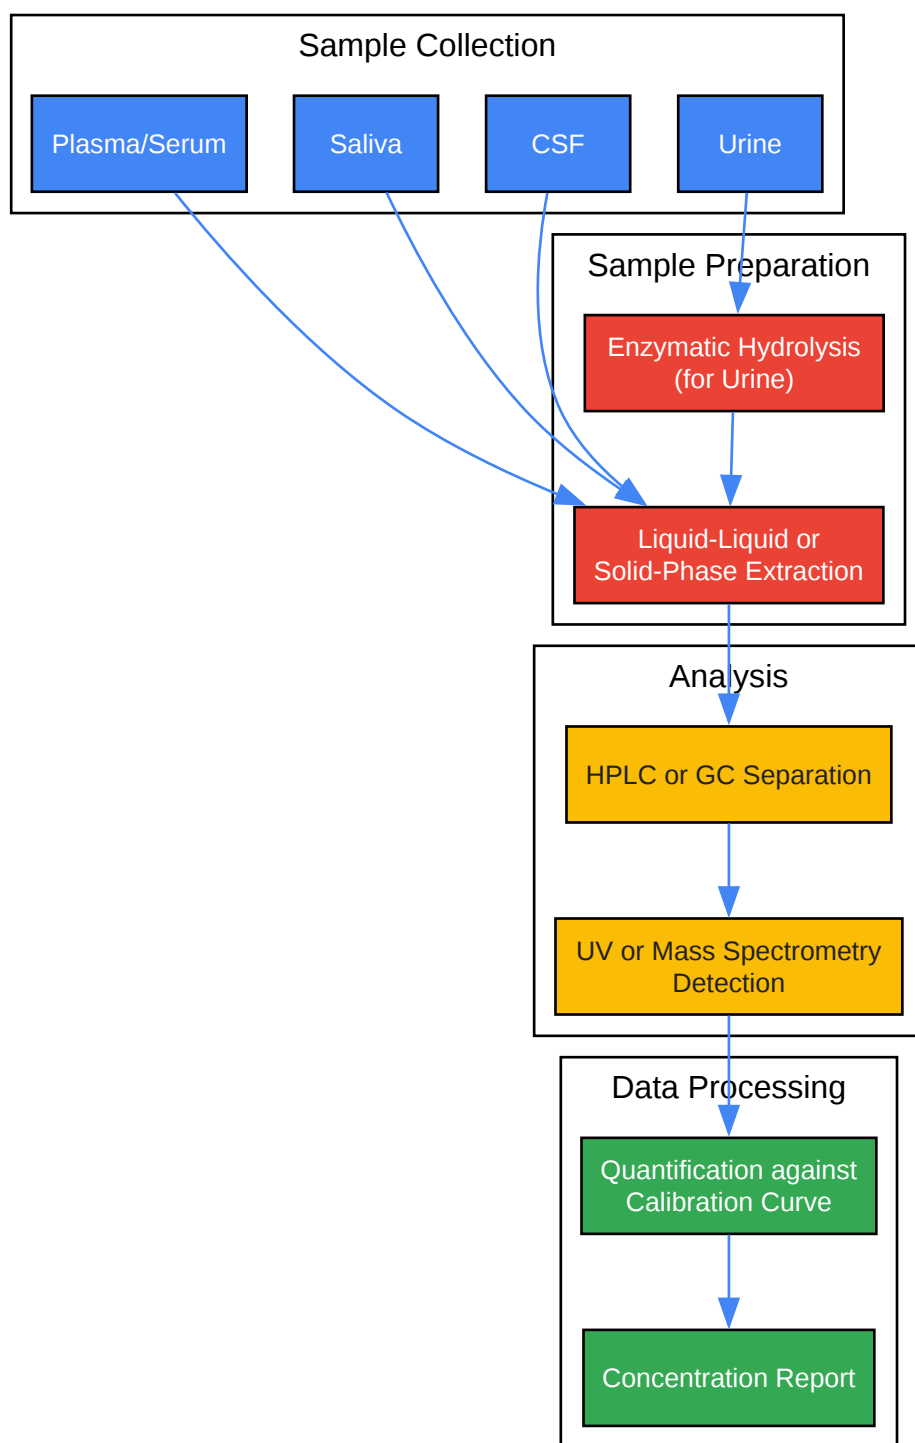 Sample Collection
Plasma/Serum
Saliva
CSF
Urine
Sample Preparation
Enzymatic Hydrolysis
(for Urine)
Liquid-Liquid or
Solid-Phase Extraction
Analysis
HPLC or GC Separation
UV or Mass Spectrometry
Detection
Data Processing
Quantification against
Calibration Curve
Concentration Report